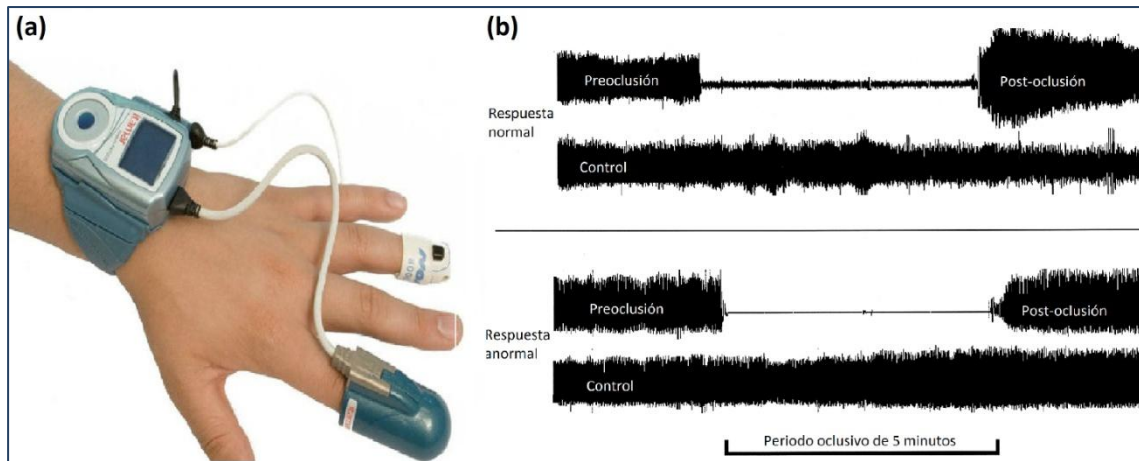 (a)
(b)
Preoclusión
Post-oclusión
Respuesta
normal
Control
Preoclusión
Post-oclusión
Respuesta
anormal
Control
Periodo oclusivo de 5 minutos